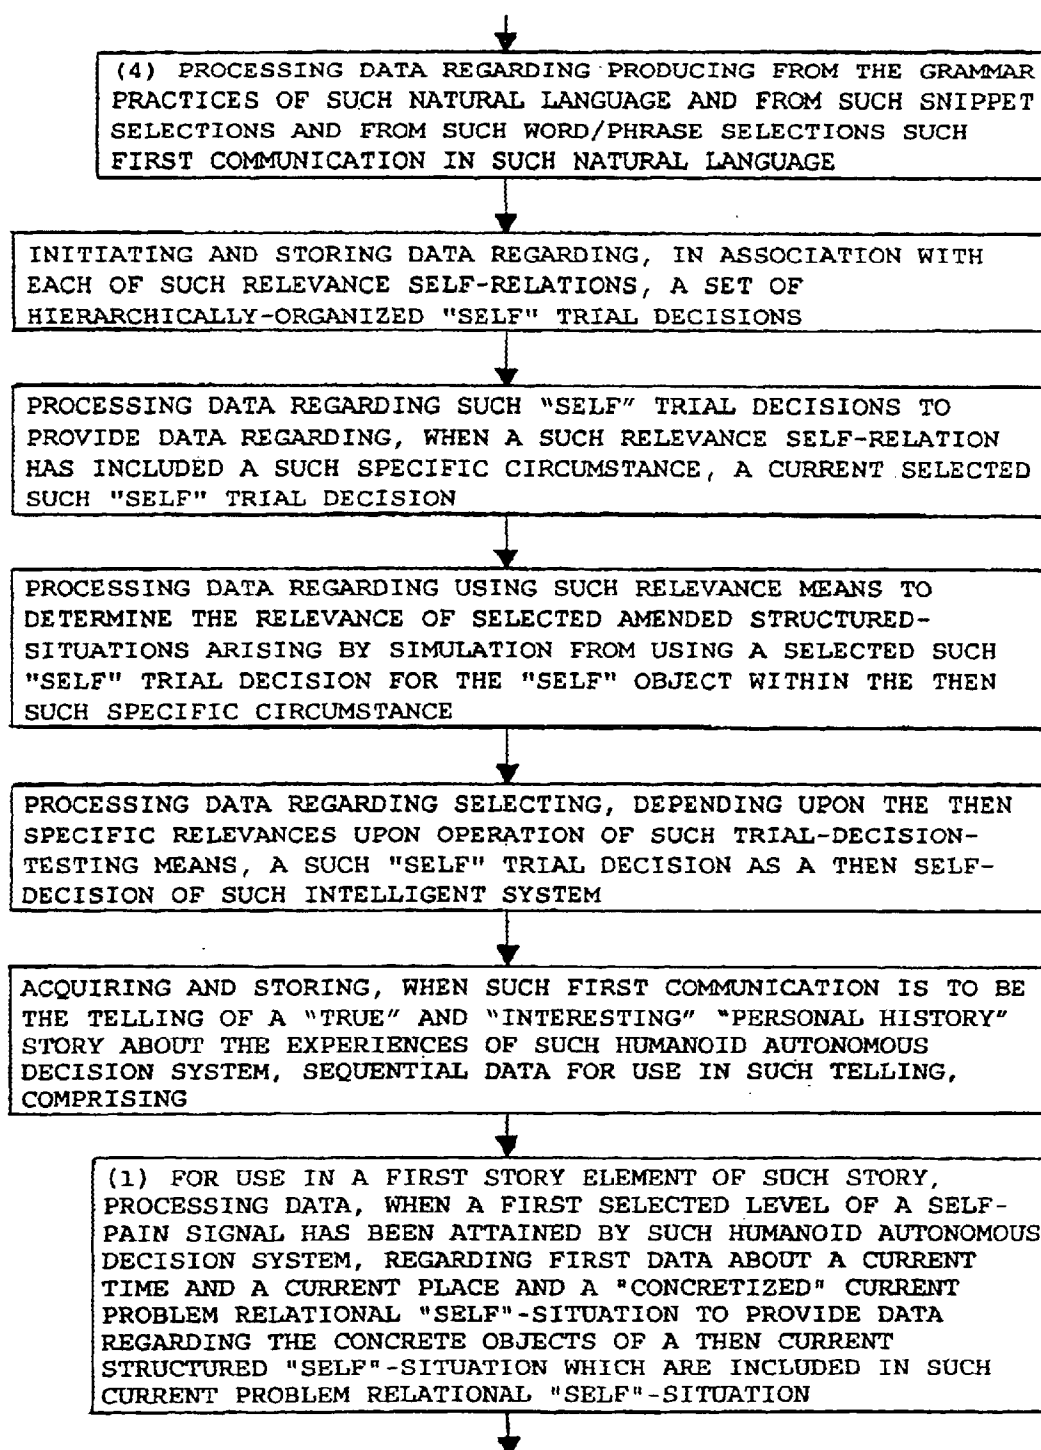 (4) PROCESSING DATA REGARDING PRODUCING FROM THE GRAMMAR
PRACTICES OF SUCH NATURAL LANGUAGE AND FROM SUCH SNIPPET
SELECTIONS AND FROM SUCH WORD/PHRASE SELECTIONS SUCH
FIRST COMMUNICATION IN SUCH NATURAL LANGUAGE
INITIATING AND STORING DATA REGARDING, IN ASSOCIATION WITH
EACH OF SUCH RELEVANCE SELF-RELATIONS, A SET OF
HIERARCHICALLY-ORGANIZED "SELF" TRIAL DECISIONS
PROCESSING DATA REGARDING SUCH "SELF" TRIAL DECISIONS TO
PROVIDE DATA REGARDING, WHEN A SUCH RELEVANCE SELF-RELATION
HAS INCLUDED A SUCH SPECIFIC CIRCUMSTANCE, A CURRENT SELECTED
SUCH "SELF" TRIAL DECISION
PROCESSING DATA REGARDING USING SUCH RELEVANCE MEANS TO
DETERMINE THE RELEVANCE OF SELECTED AMENDED STRUCTURED-
SITUATIONS ARISING BY SIMULATION FROM USING A SELECTED SUCH
"SELF" TRIAL DECISION FOR THE "SELF" OBJECT WITHIN THE THEN
SUCH SPECIFIC CIRCUMSTANCE
PROCESSING DATA REGARDING SELECTING, DEPENDING UPON THE THEN
SPECIFIC RELEVANCES UPON OPERATION OF SUCH TRIAL-DECISION-
TESTING MEANS, A SUCH "SELF" TRIAL DECISION AS A THEN SELF-
DECISION OF SUCH INTELLIGENT SYSTEM
ACQUIRING AND STORING, WHEN SUCH FIRST COMMUNICATION IS TO BE
THE TELLING OF A "TRUE" AND "INTERESTING" "PERSONAL HISTORY"
STORY ABOUT THE EXPERIENCES OF SUCH HUMANOID AUTONOMOUS
DECISION SYSTEM, SEQUENTIAL DATA FOR USE IN SUCH TELLING,
COMPRISING
(1) FOR USE IN A FIRST STORY ELEMENT OF SUCH STORY,
PROCESSING DATA, WHEN A FIRST SELECTED LEVEL OF A SELF-
PAIN SIGNAL HAS BEEN ATTAINED BY SUCH HUMANOID AUTONOMOUS
DECISION SYSTEM, REGARDING FIRST DATA ABOUT A CURRENT
TIME AND A CURRENT PLACE AND A "CONCRETIZED" CURRENT
PROBLEM RELATIONAL "SELF"-SITUATION TO PROVIDE DATA
REGARDING THE CONCRETE OBJECTS OF A THEN CURRENT
STRUCTURED "SELF"-SITUATION WHICH ARE INCLUDED IN SUCH
CURRENT PROBLEM RELATIONAL "SELF"-SITUATION